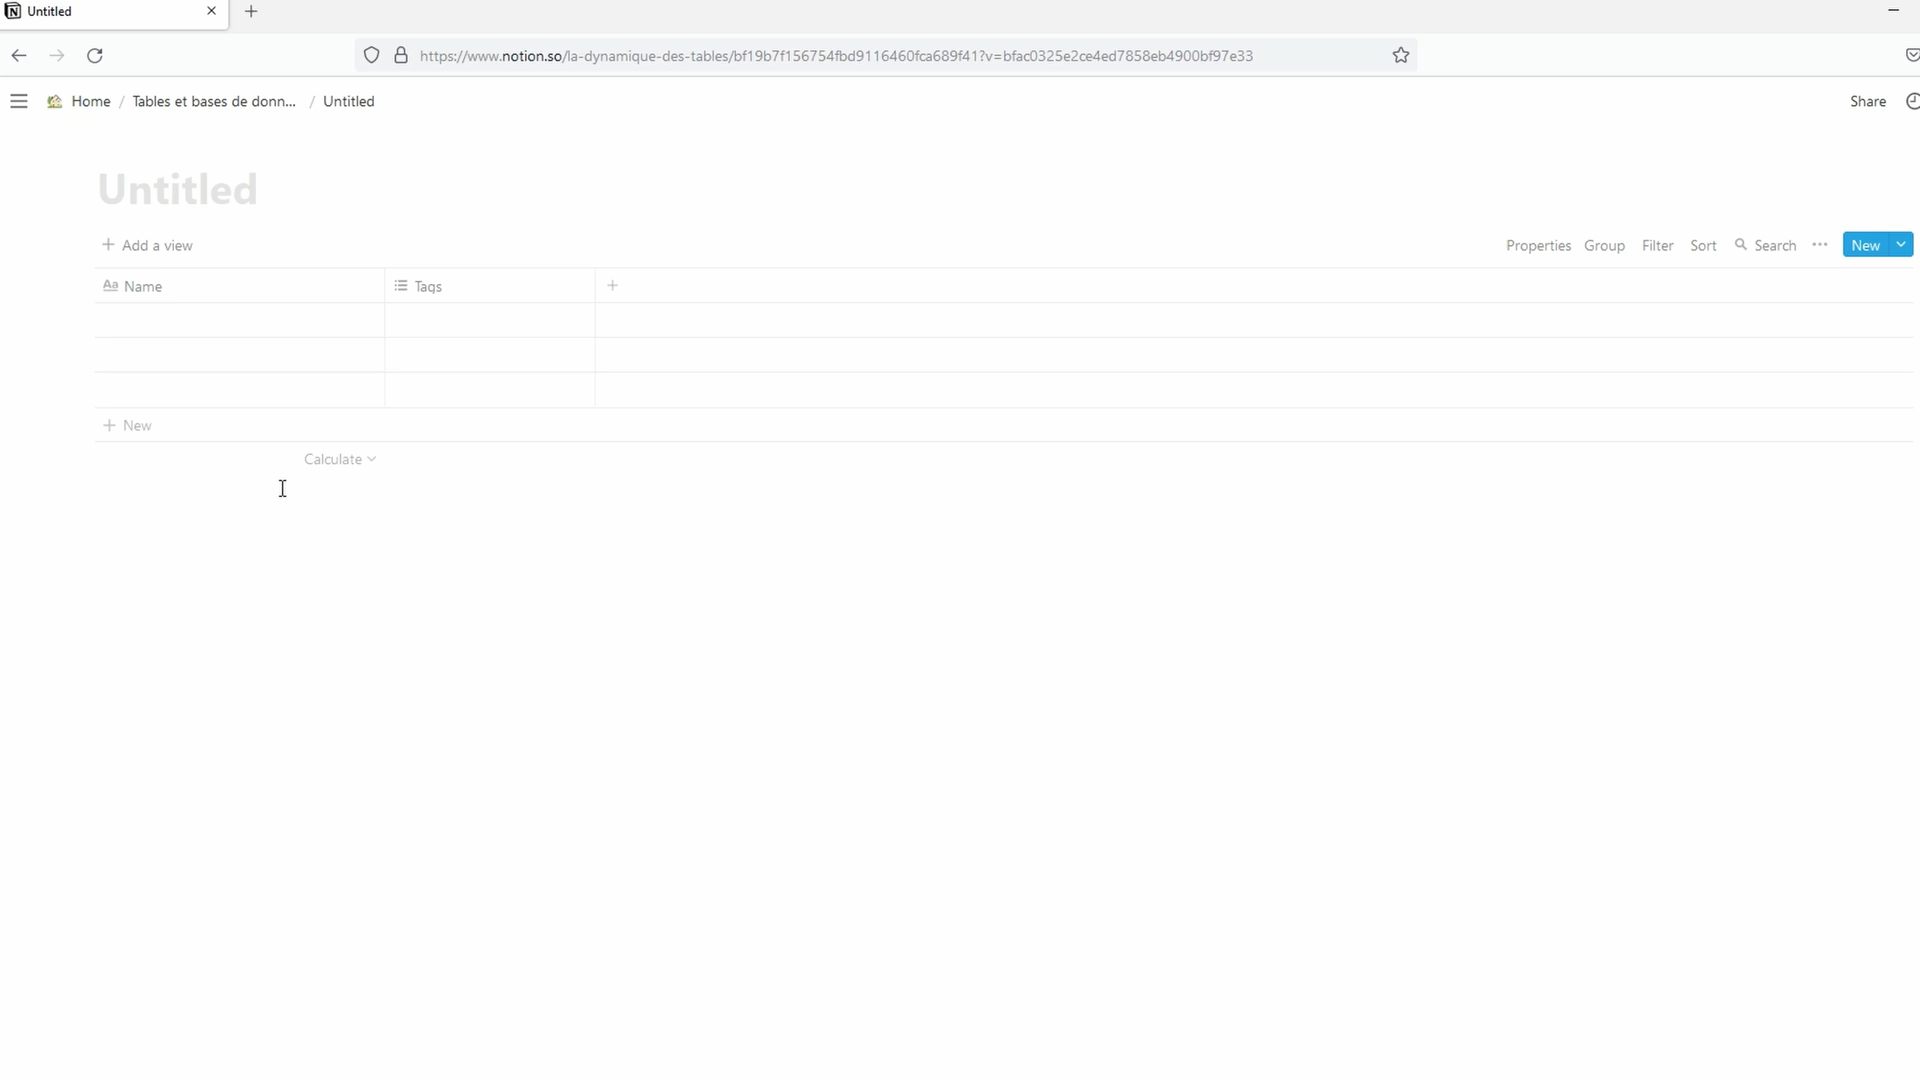 Untitled
https://www.notion.so/la-dynamique-des-tables/bf19b7f156754fbd9116460fca689f41?v=bfac0325e2ce4ed7858eb4900bf97e33
Home / Tables et bases de donn... / Untitled
Share
Untitled
Add a view
Properties Group Filter Sort Search New
Aa Name Tags
New
Calculate